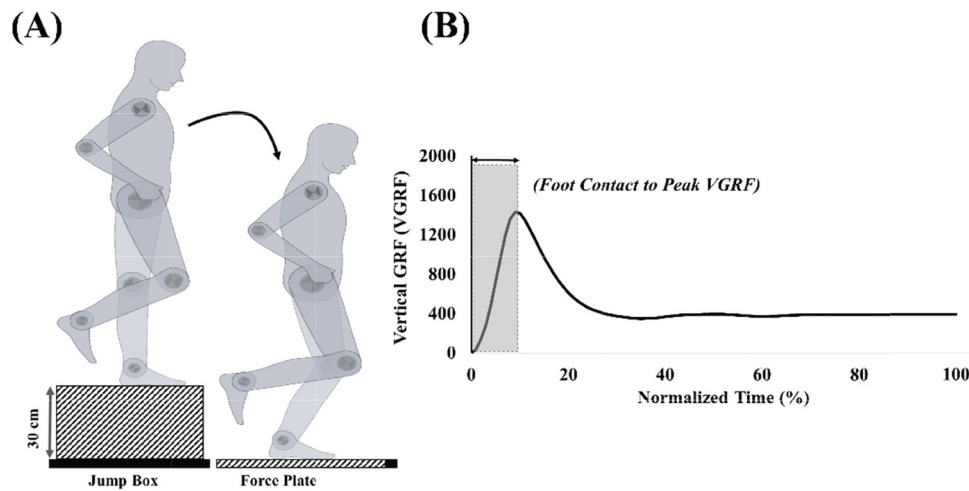 (A)
30 cm
Jump Box
Force Plate
(B)
Vertical GRF (VGRF)
2000
1600
1200
800
400
0
(Foot Contact to Peak VGRF)
0 20 40 60 80 100
Normalized Time (%)